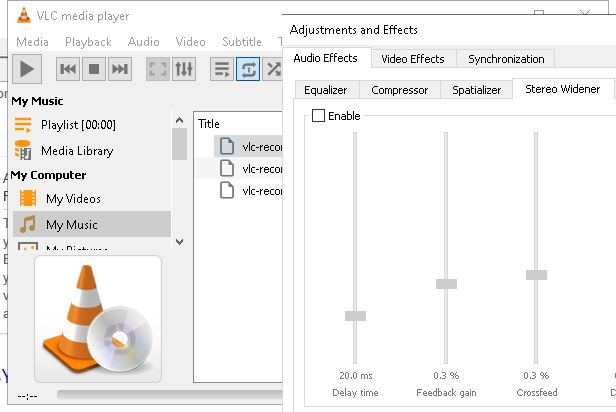 VLC media player
Media Playback Audio Video Subtitle
My Music
Playlist [00:00]
Media Library
My Computer
My Videos
My Music
My Pictures
Title
vlc-recor
vlc-recor
vlc-recor
--:--
Adjustments and Effects
Audio Effects Video Effects Synchronization
Equalizer Compressor Spatializer Stereo Widener
Enable
20.0 ms 0.3 % 0.3 %
Delay time Feedback gain Crossfeed